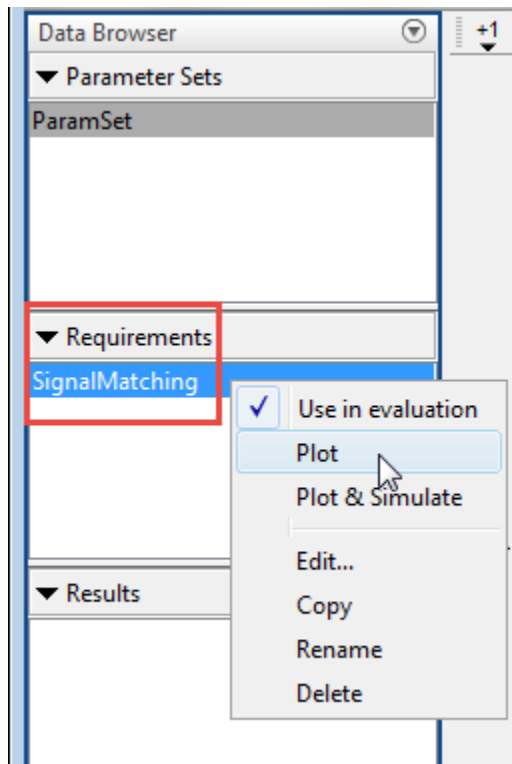 Data Browser
+1
Parameter Sets
ParamSet
Requirements
SignalMatching
Use in evaluation
Plot
Plot & Simulate
Edit...
Copy
Rename
Delete
Results